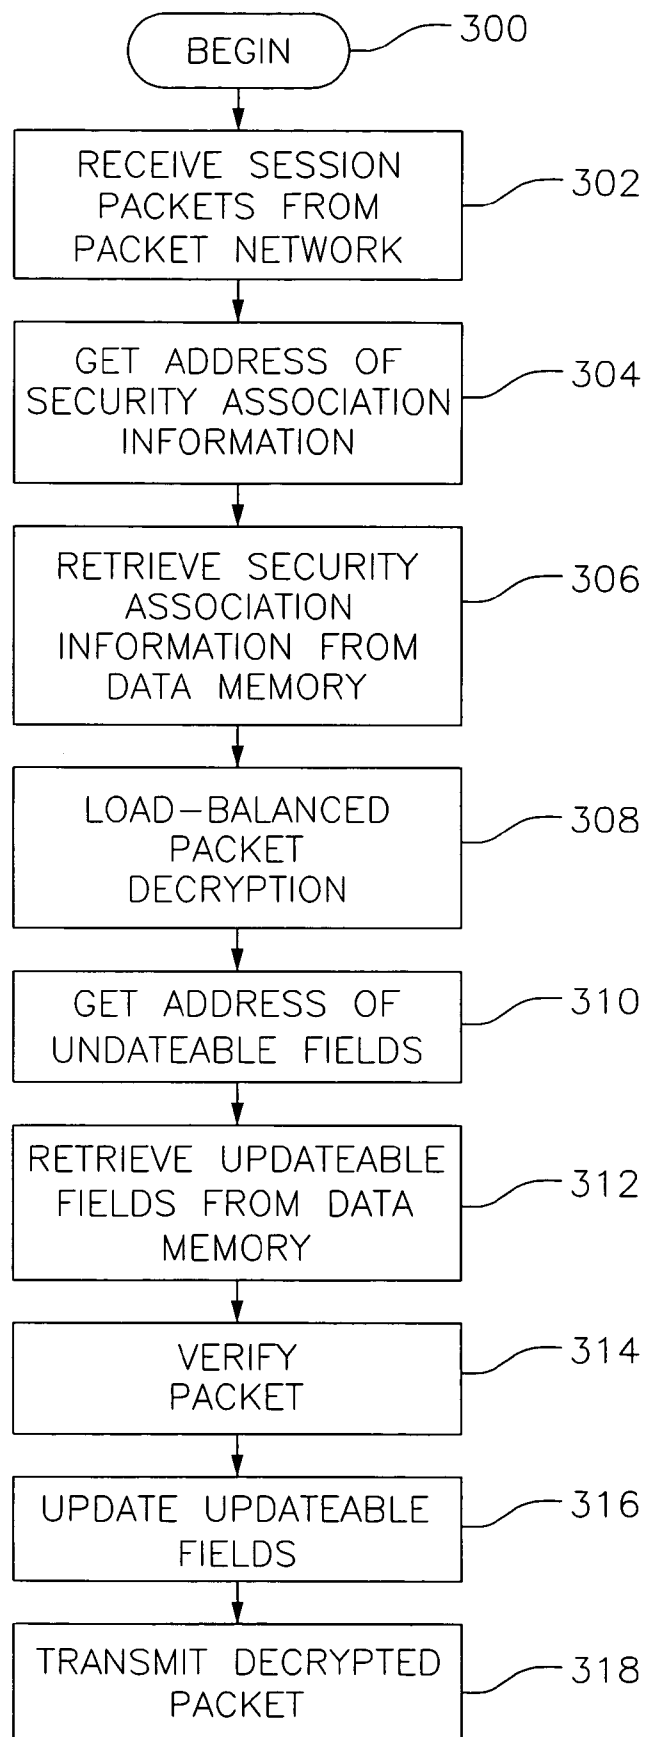 BEGIN
300
RECEIVE SESSION
PACKETS FROM
PACKET NETWORK
302
GET ADDRESS OF
SECURITY ASSOCIATION
INFORMATION
304
RETRIEVE SECURITY
ASSOCIATION
INFORMATION FROM
DATA MEMORY
306
LOAD-BALANCED
PACKET
DECRYPTION
308
GET ADDRESS OF
UNDATEABLE FIELDS
310
RETRIEVE UPDATEABLE
FIELDS FROM DATA
MEMORY
312
VERIFY
PACKET
314
UPDATE UPDATEABLE
FIELDS
316
TRANSMIT DECRYPTED
PACKET
318